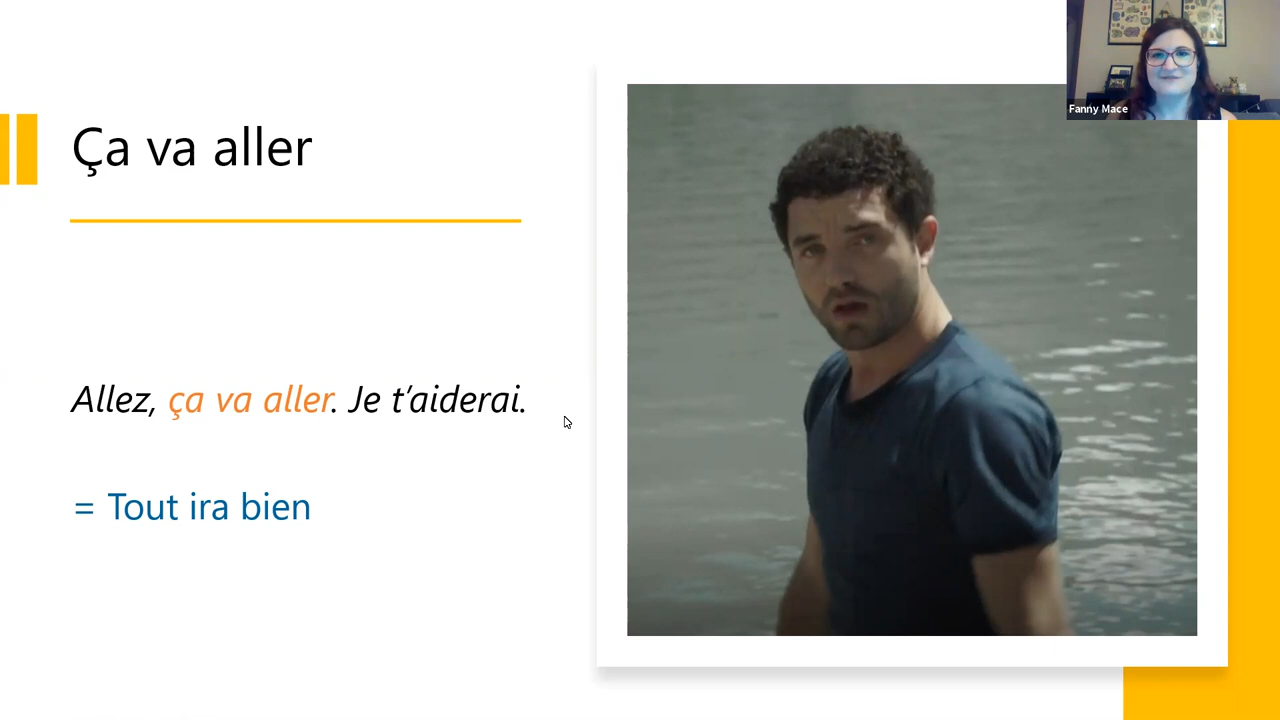 Fanny Mace
Ça va aller
Allez, ça va aller. Je t'aiderai.
= Tout ira bien